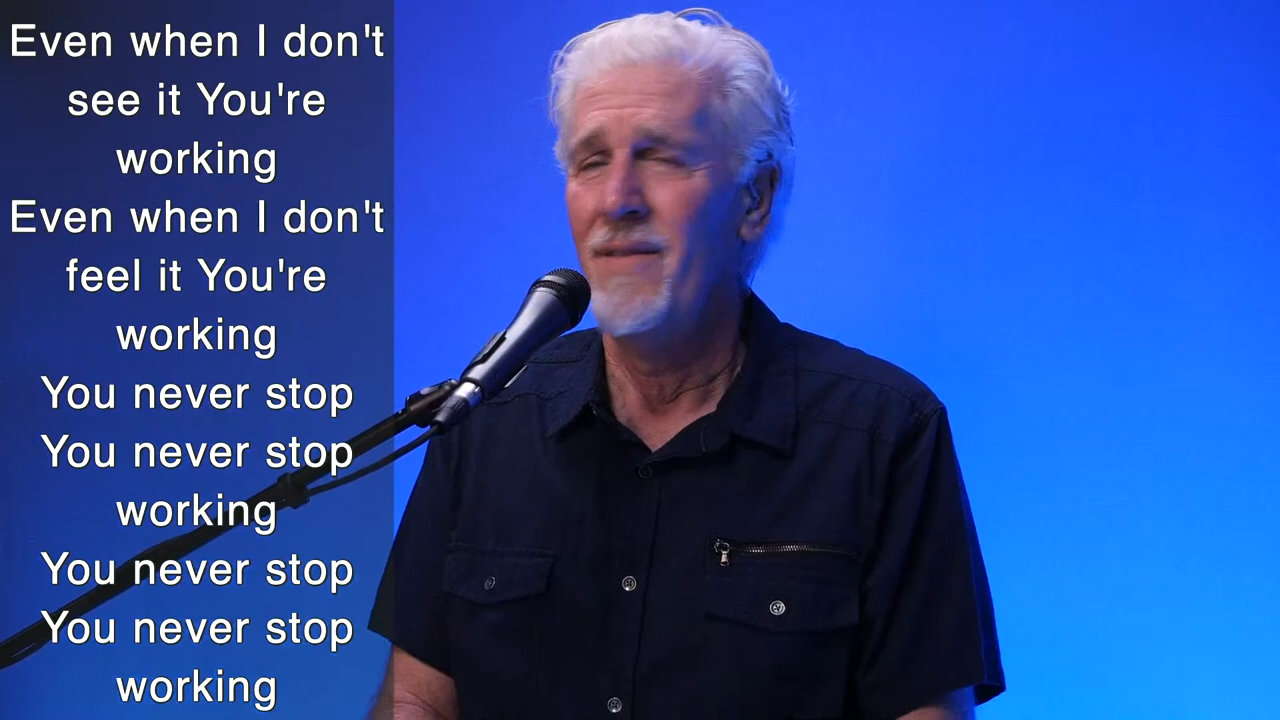 Even when I don't
see it You're
working
Even when I don't
feel it You're
working
You never stop
You never stop
working
You never stop
You never stop
working